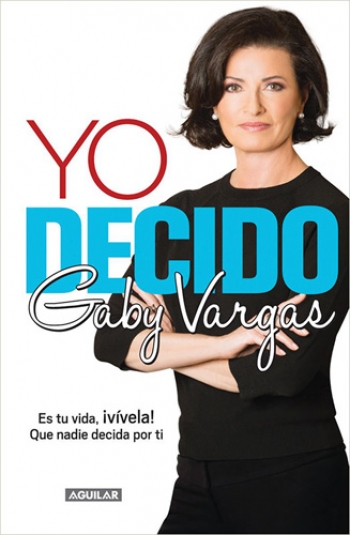 YO
DECIDO
Gaby Vargas
Es tu vida, ¡vívela!
Que nadie decida por ti
AGUILAR